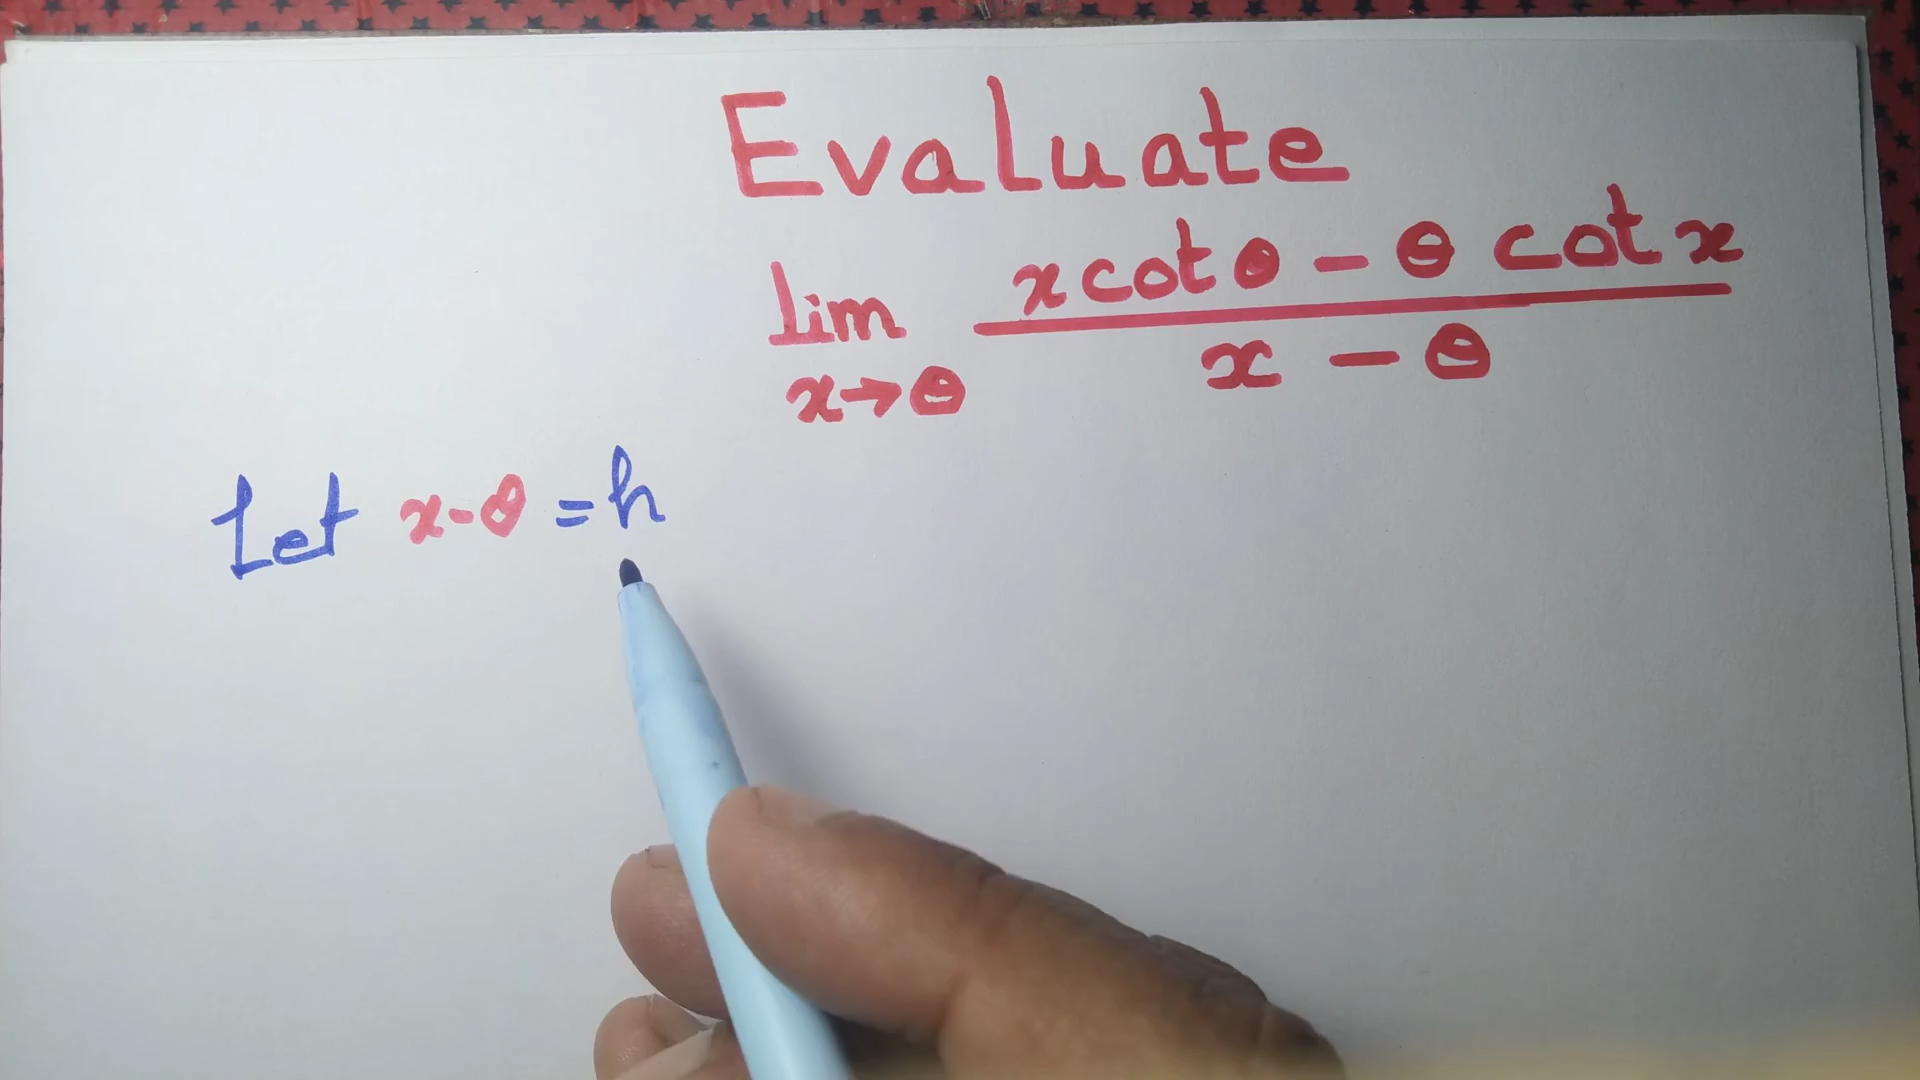 Evaluate
lim x→θ (x cot θ - θ cot x) / (x - θ)
Let x-θ = h